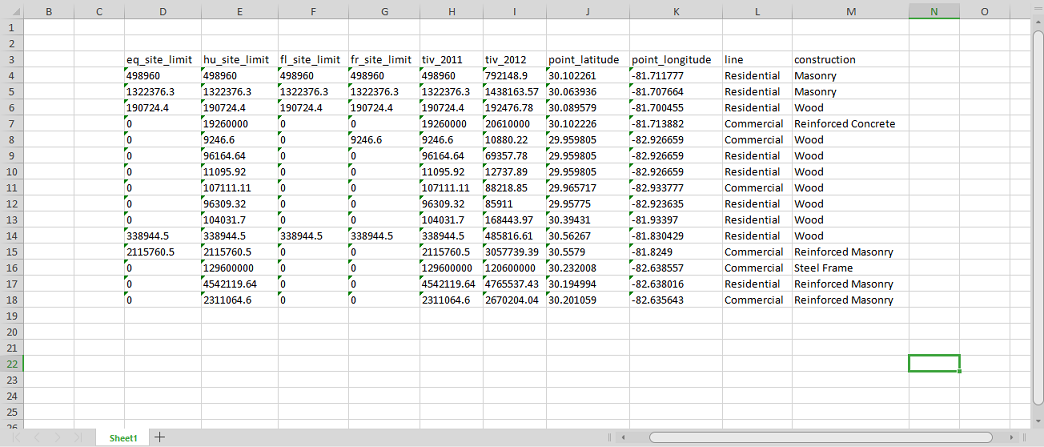 B C D E F G H I J K L M N O
1
2
3 eq_site_limit hu_site_limit fl_site_limit fr_site_limit tiv_2011 tiv_2012 point_latitude point_longitude line construction
4 498960 498960 498960 498960 498960 792148.9 30.102261 -81.711777 Residential Masonry
5 1322376.3 1322376.3 1322376.3 1322376.3 1322376.3 1438163.57 30.063936 -81.707664 Residential Masonry
6 190724.4 190724.4 190724.4 190724.4 190724.4 192476.78 30.089579 -81.700455 Residential Wood
7 0 19260000 0 0 19260000 20610000 30.102226 -81.713882 Commercial Reinforced Concrete
8 0 9246.6 0 9246.6 9246.6 10880.22 29.959805 -82.926659 Commercial Wood
9 0 96164.64 0 0 96164.64 69357.78 29.959805 -82.926659 Residential Wood
10 0 11095.92 0 0 11095.92 12737.89 29.959805 -82.926659 Residential Wood
11 0 107111.11 0 0 107111.11 88218.85 29.965717 -82.933777 Commercial Wood
12 0 96309.32 0 0 96309.32 85911 29.95775 -82.923635 Residential Wood
13 0 104031.7 0 0 104031.7 168443.97 30.39431 -81.93397 Residential Wood
14 338944.5 338944.5 338944.5 338944.5 338944.5 485816.61 30.56267 -81.830429 Residential Wood
15 2115760.5 2115760.5 0 0 2115760.5 3057739.39 30.5579 -81.8249 Commercial Reinforced Masonry
16 0 129600000 0 0 129600000 120600000 30.232008 -82.638557 Commercial Steel Frame
17 0 4542119.64 0 0 4542119.64 4765537.43 30.194994 -82.638016 Residential Reinforced Masonry
18 0 2311064.6 0 0 2311064.6 2670204.04 30.201059 -82.635643 Commercial Reinforced Masonry
19
20
21
22
23
24
25
26
Sheet1